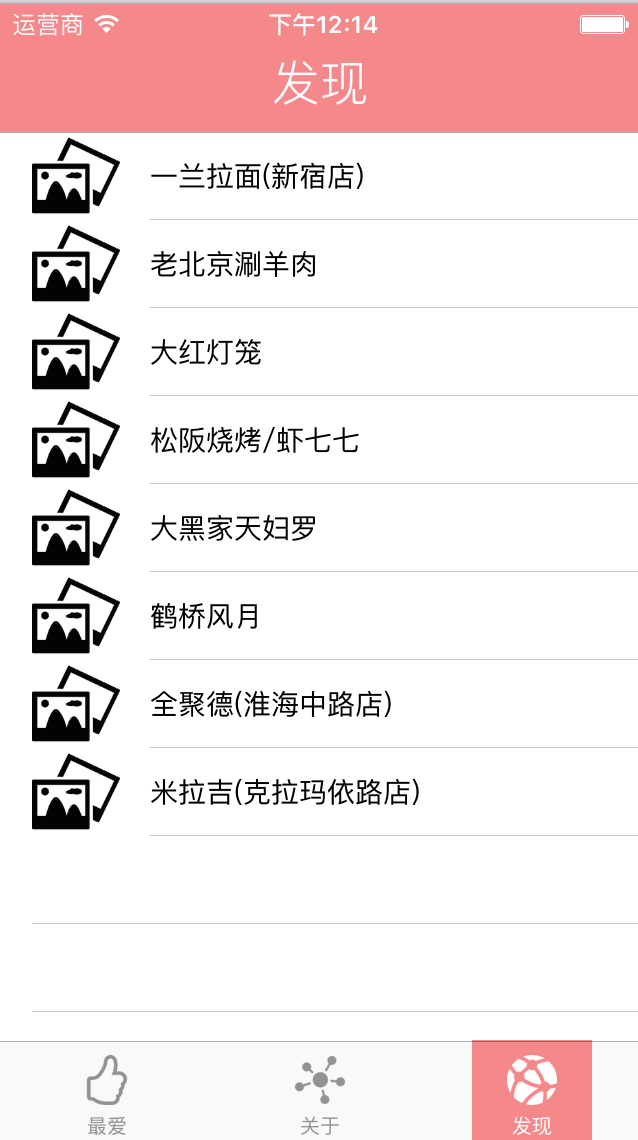 运营商 下午12:14
发现
一兰拉面(新宿店)
老北京涮羊肉
大红灯笼
松阪烧烤/虾七七
大黑家天妇罗
鹤桥风月
全聚德(淮海中路店)
米拉吉(克拉玛依路店)
最爱 关于 发现